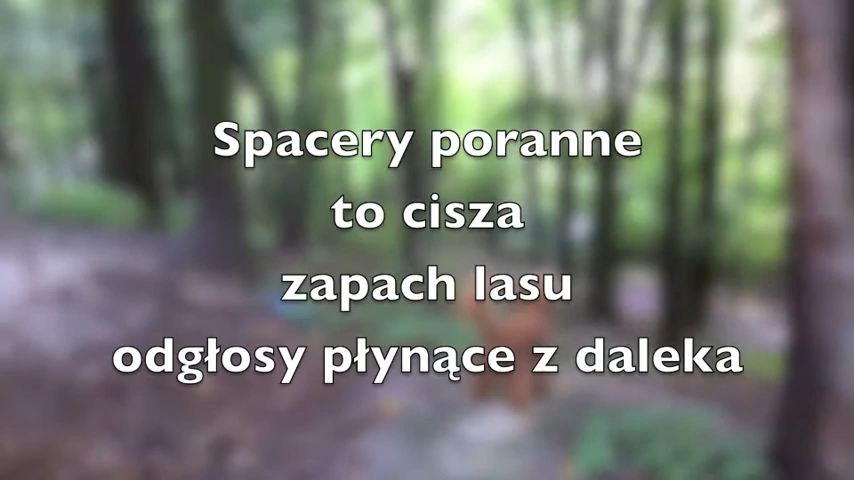 Spacery poranne
to cisza
zapach lasu
odgłosy płynące z daleka